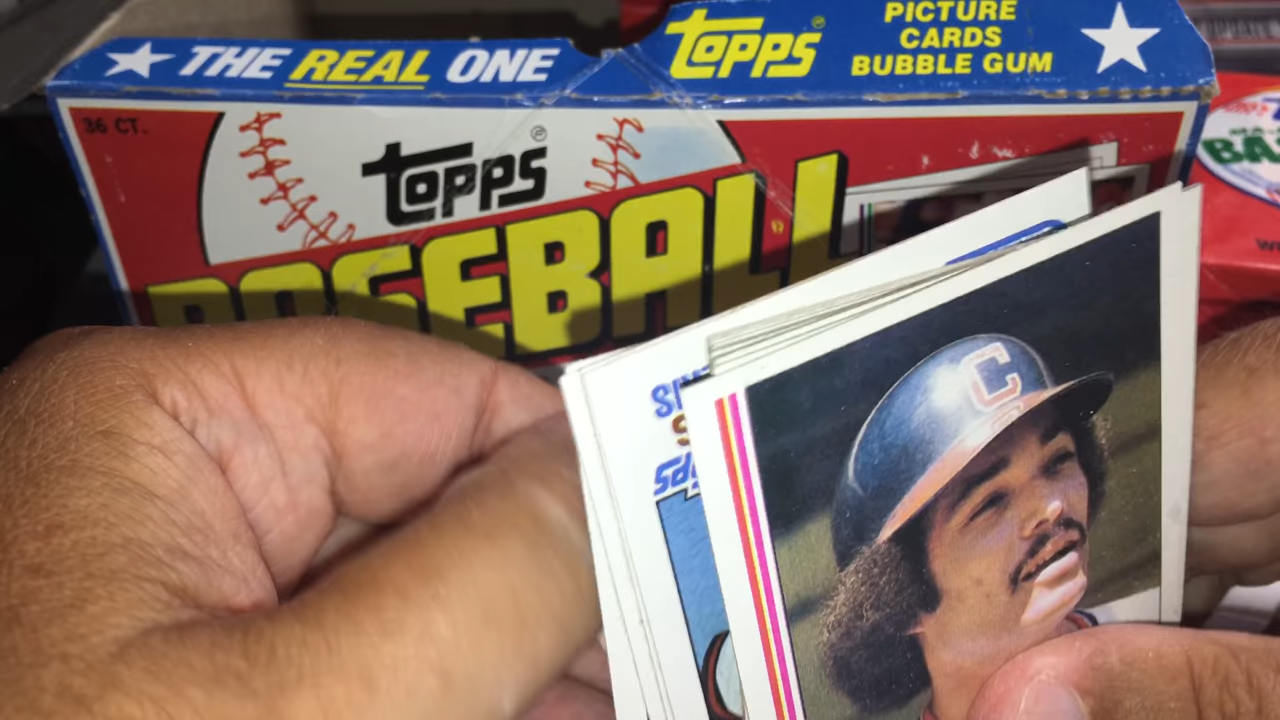 THE REAL ONE
Topps®
PICTURE
CARDS
BUBBLE GUM
36 CT.
Topps®
BASEBALL
C